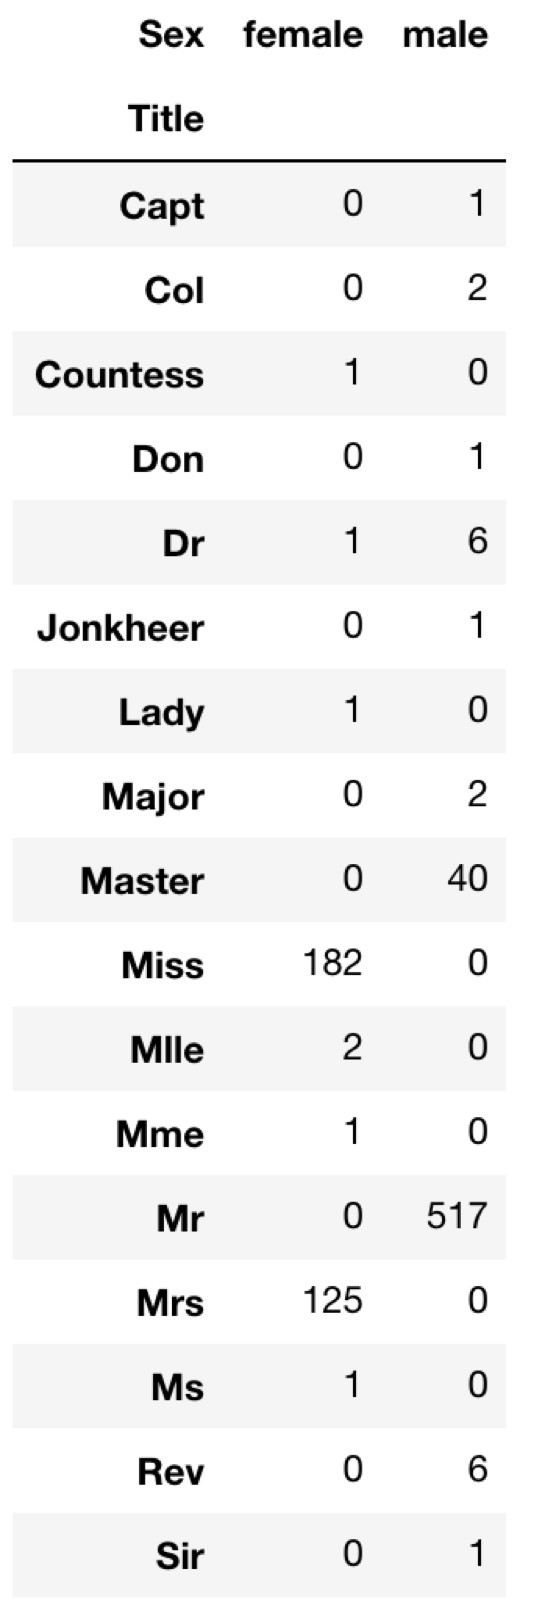 Sex female male
Title
Capt 0 1
Col 0 2
Countess 1 0
Don 0 1
Dr 1 6
Jonkheer 0 1
Lady 1 0
Major 0 2
Master 0 40
Miss 182 0
Mlle 2 0
Mme 1 0
Mr 0 517
Mrs 125 0
Ms 1 0
Rev 0 6
Sir 0 1